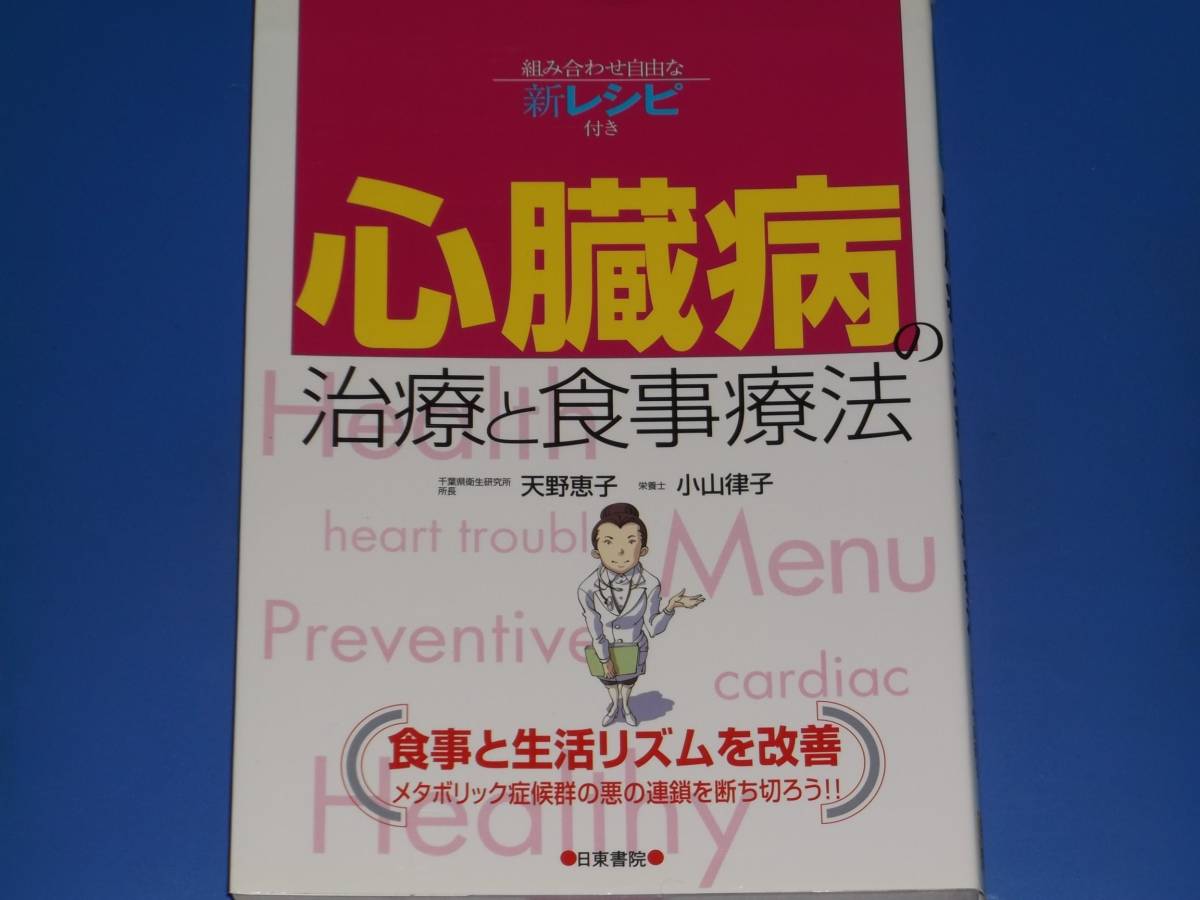 組み合わせ自由な
新レシピ
付き
心臓病の
治療と食事療法
Health
千葉県衛生研究所
所長 天野恵子 栄養士 小山律子
heart troubl
Menu
Preventive
cardiac
食事と生活リズムを改善
メタボリック症候群の悪の連鎖を断ち切ろう!!
Healthy
●日東書院●